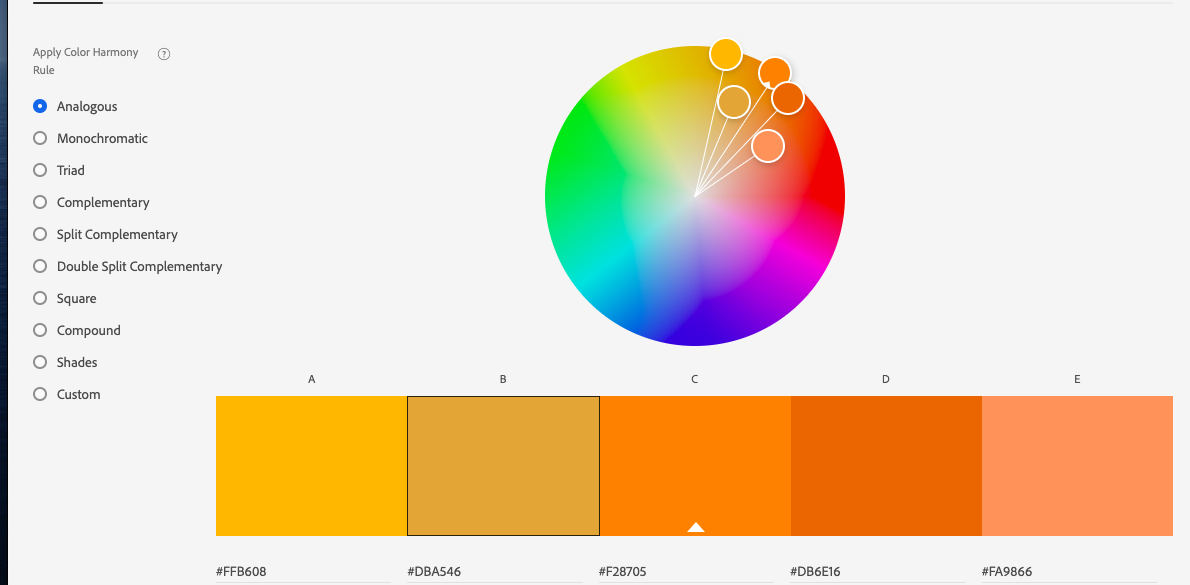 Apply Color Harmony
Rule
?
Analogous
Monochromatic
Triad
Complementary
Split Complementary
Double Split Complementary
Square
Compound
Shades
Custom
A B C D E
#FFB608 #DBA546 #F28705 #DB6E16 #FA9866